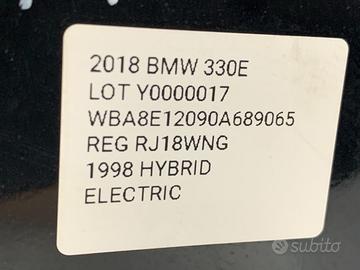 2018 BMW 330E
LOT Y0000017
WBA8E12090A689065
REG RJ18WNG
1998 HYBRID
ELECTRIC
subito